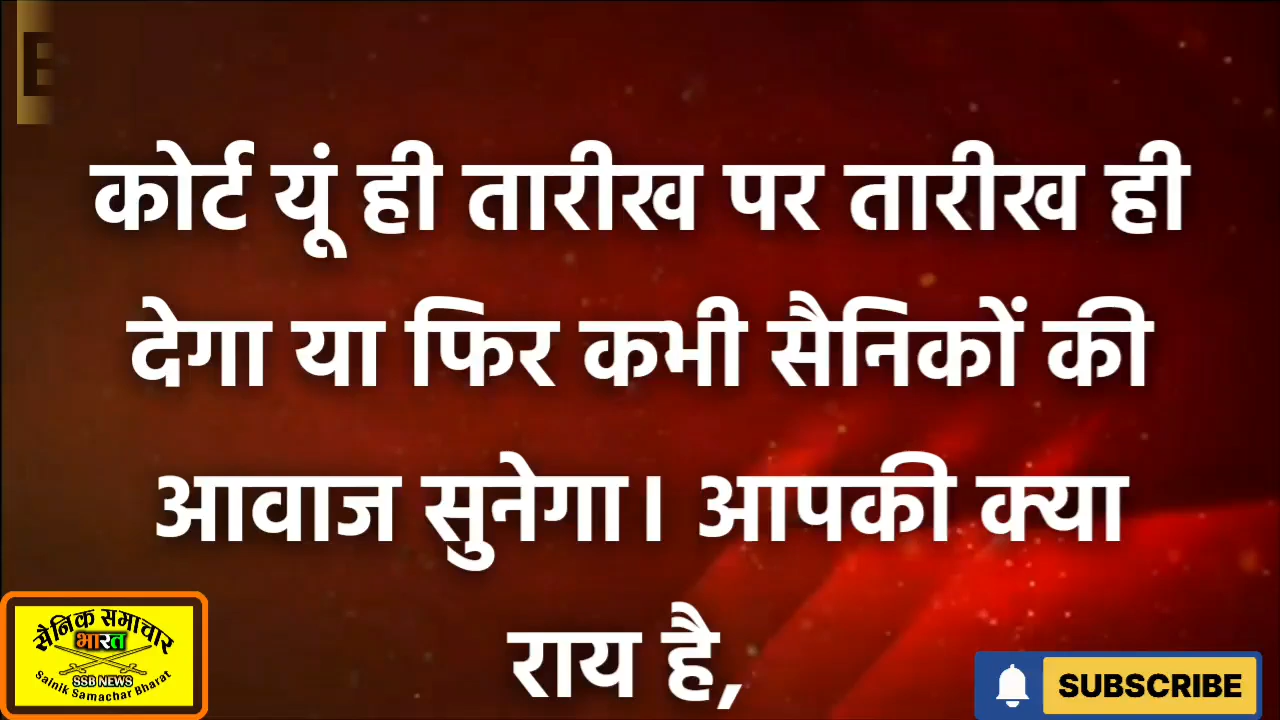 कोर्ट यूं ही तारीख पर तारीख ही
देगा या फिर कभी सैनिकों की
आवाज सुनेगा। आपकी क्या
राय है,
सैनिक समाचार
भारत
SSB NEWS
Sainik Samachar Bharat
SUBSCRIBE